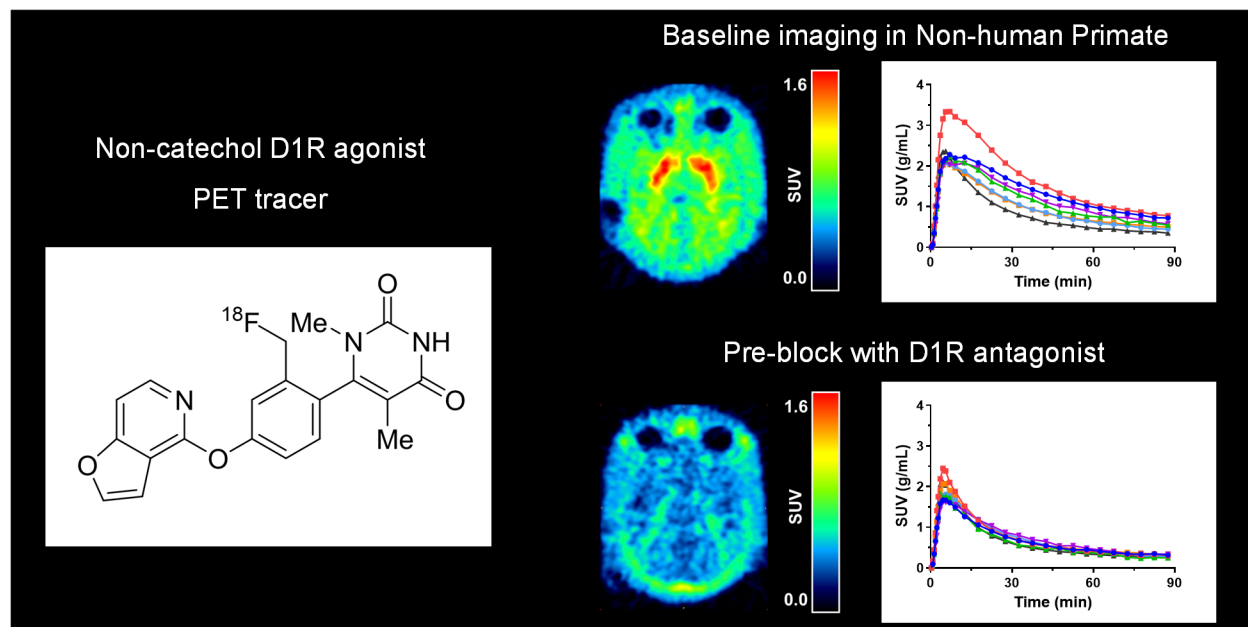 Non-catechol D1R agonist
PET tracer
18F
Me
N
O
NH
O
Me
N
O
O
Baseline imaging in Non-human Primate
1.6
SUV
0.0
SUV (g/mL)
4
3
2
1
0
0 30 60 90
Time (min)
Pre-block with D1R antagonist
1.6
SUV
0.0
SUV (g/mL)
4
3
2
1
0
0 30 60 90
Time (min)